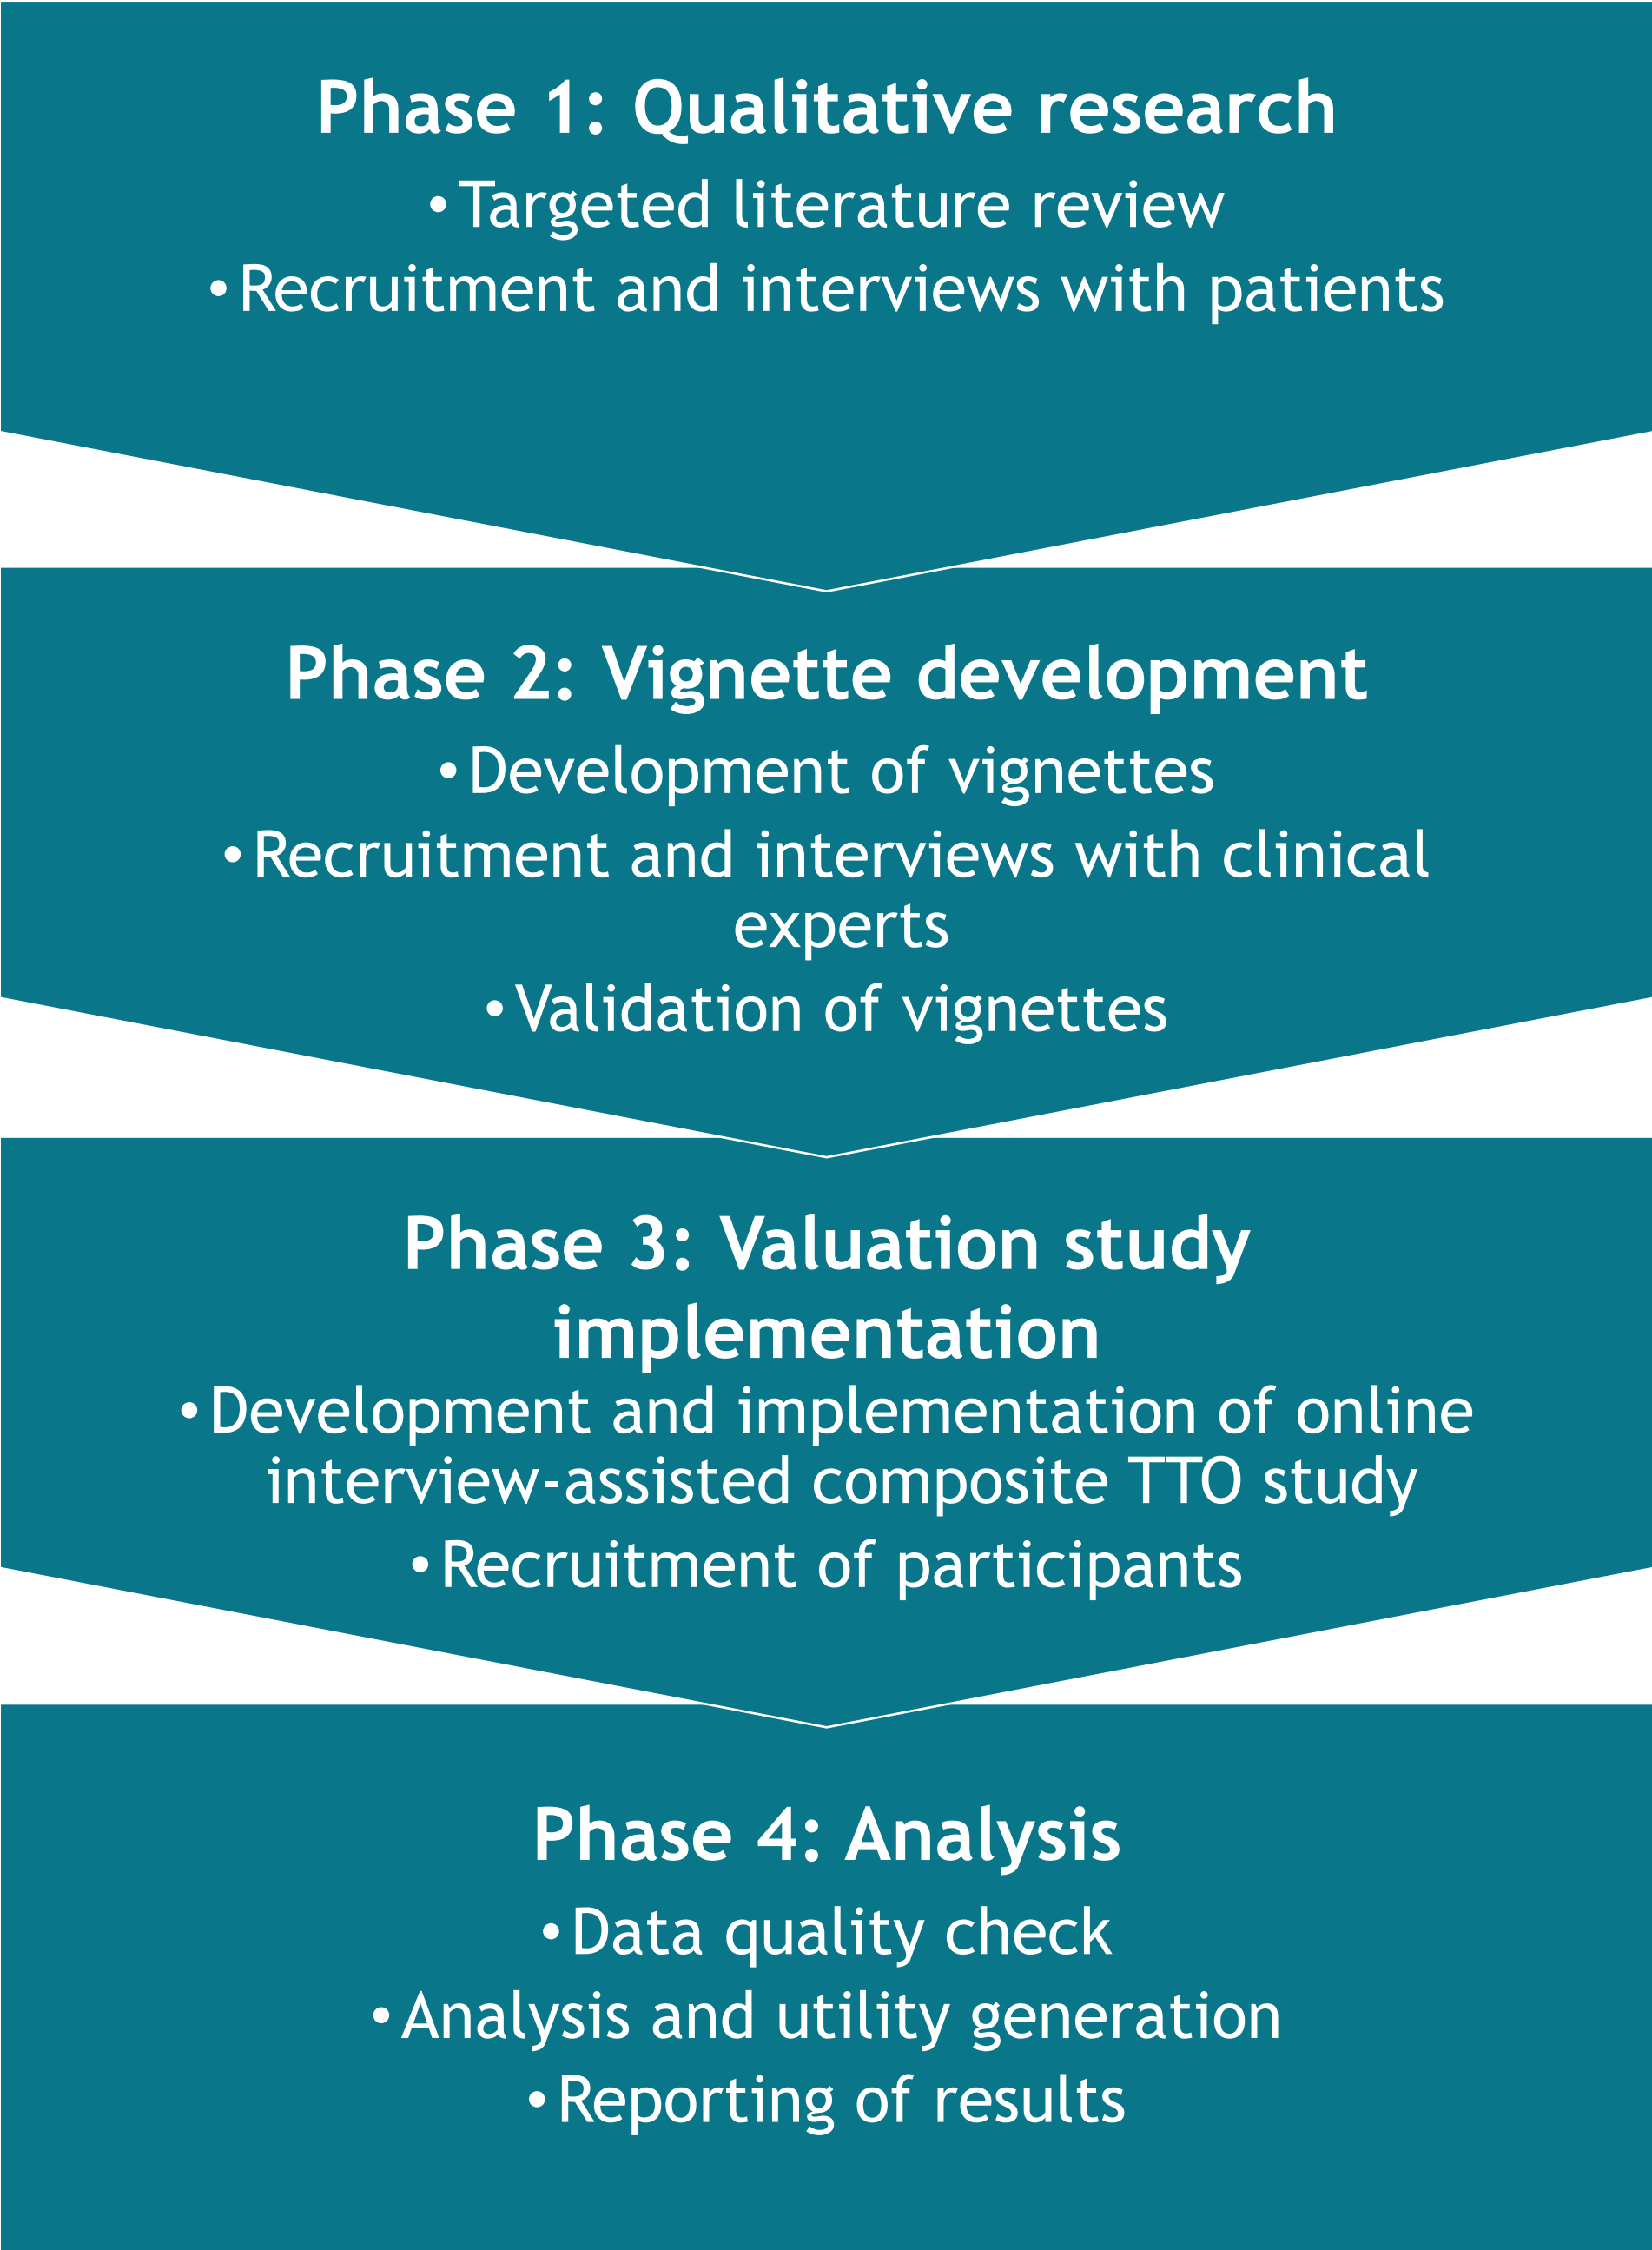 Phase 1: Qualitative research
• Targeted literature review
• Recruitment and interviews with patients
Phase 2: Vignette development
• Development of vignettes
• Recruitment and interviews with clinical
experts
• Validation of vignettes
Phase 3: Valuation study
implementation
• Development and implementation of online
interview-assisted composite TTO study
• Recruitment of participants
Phase 4: Analysis
• Data quality check
• Analysis and utility generation
• Reporting of results